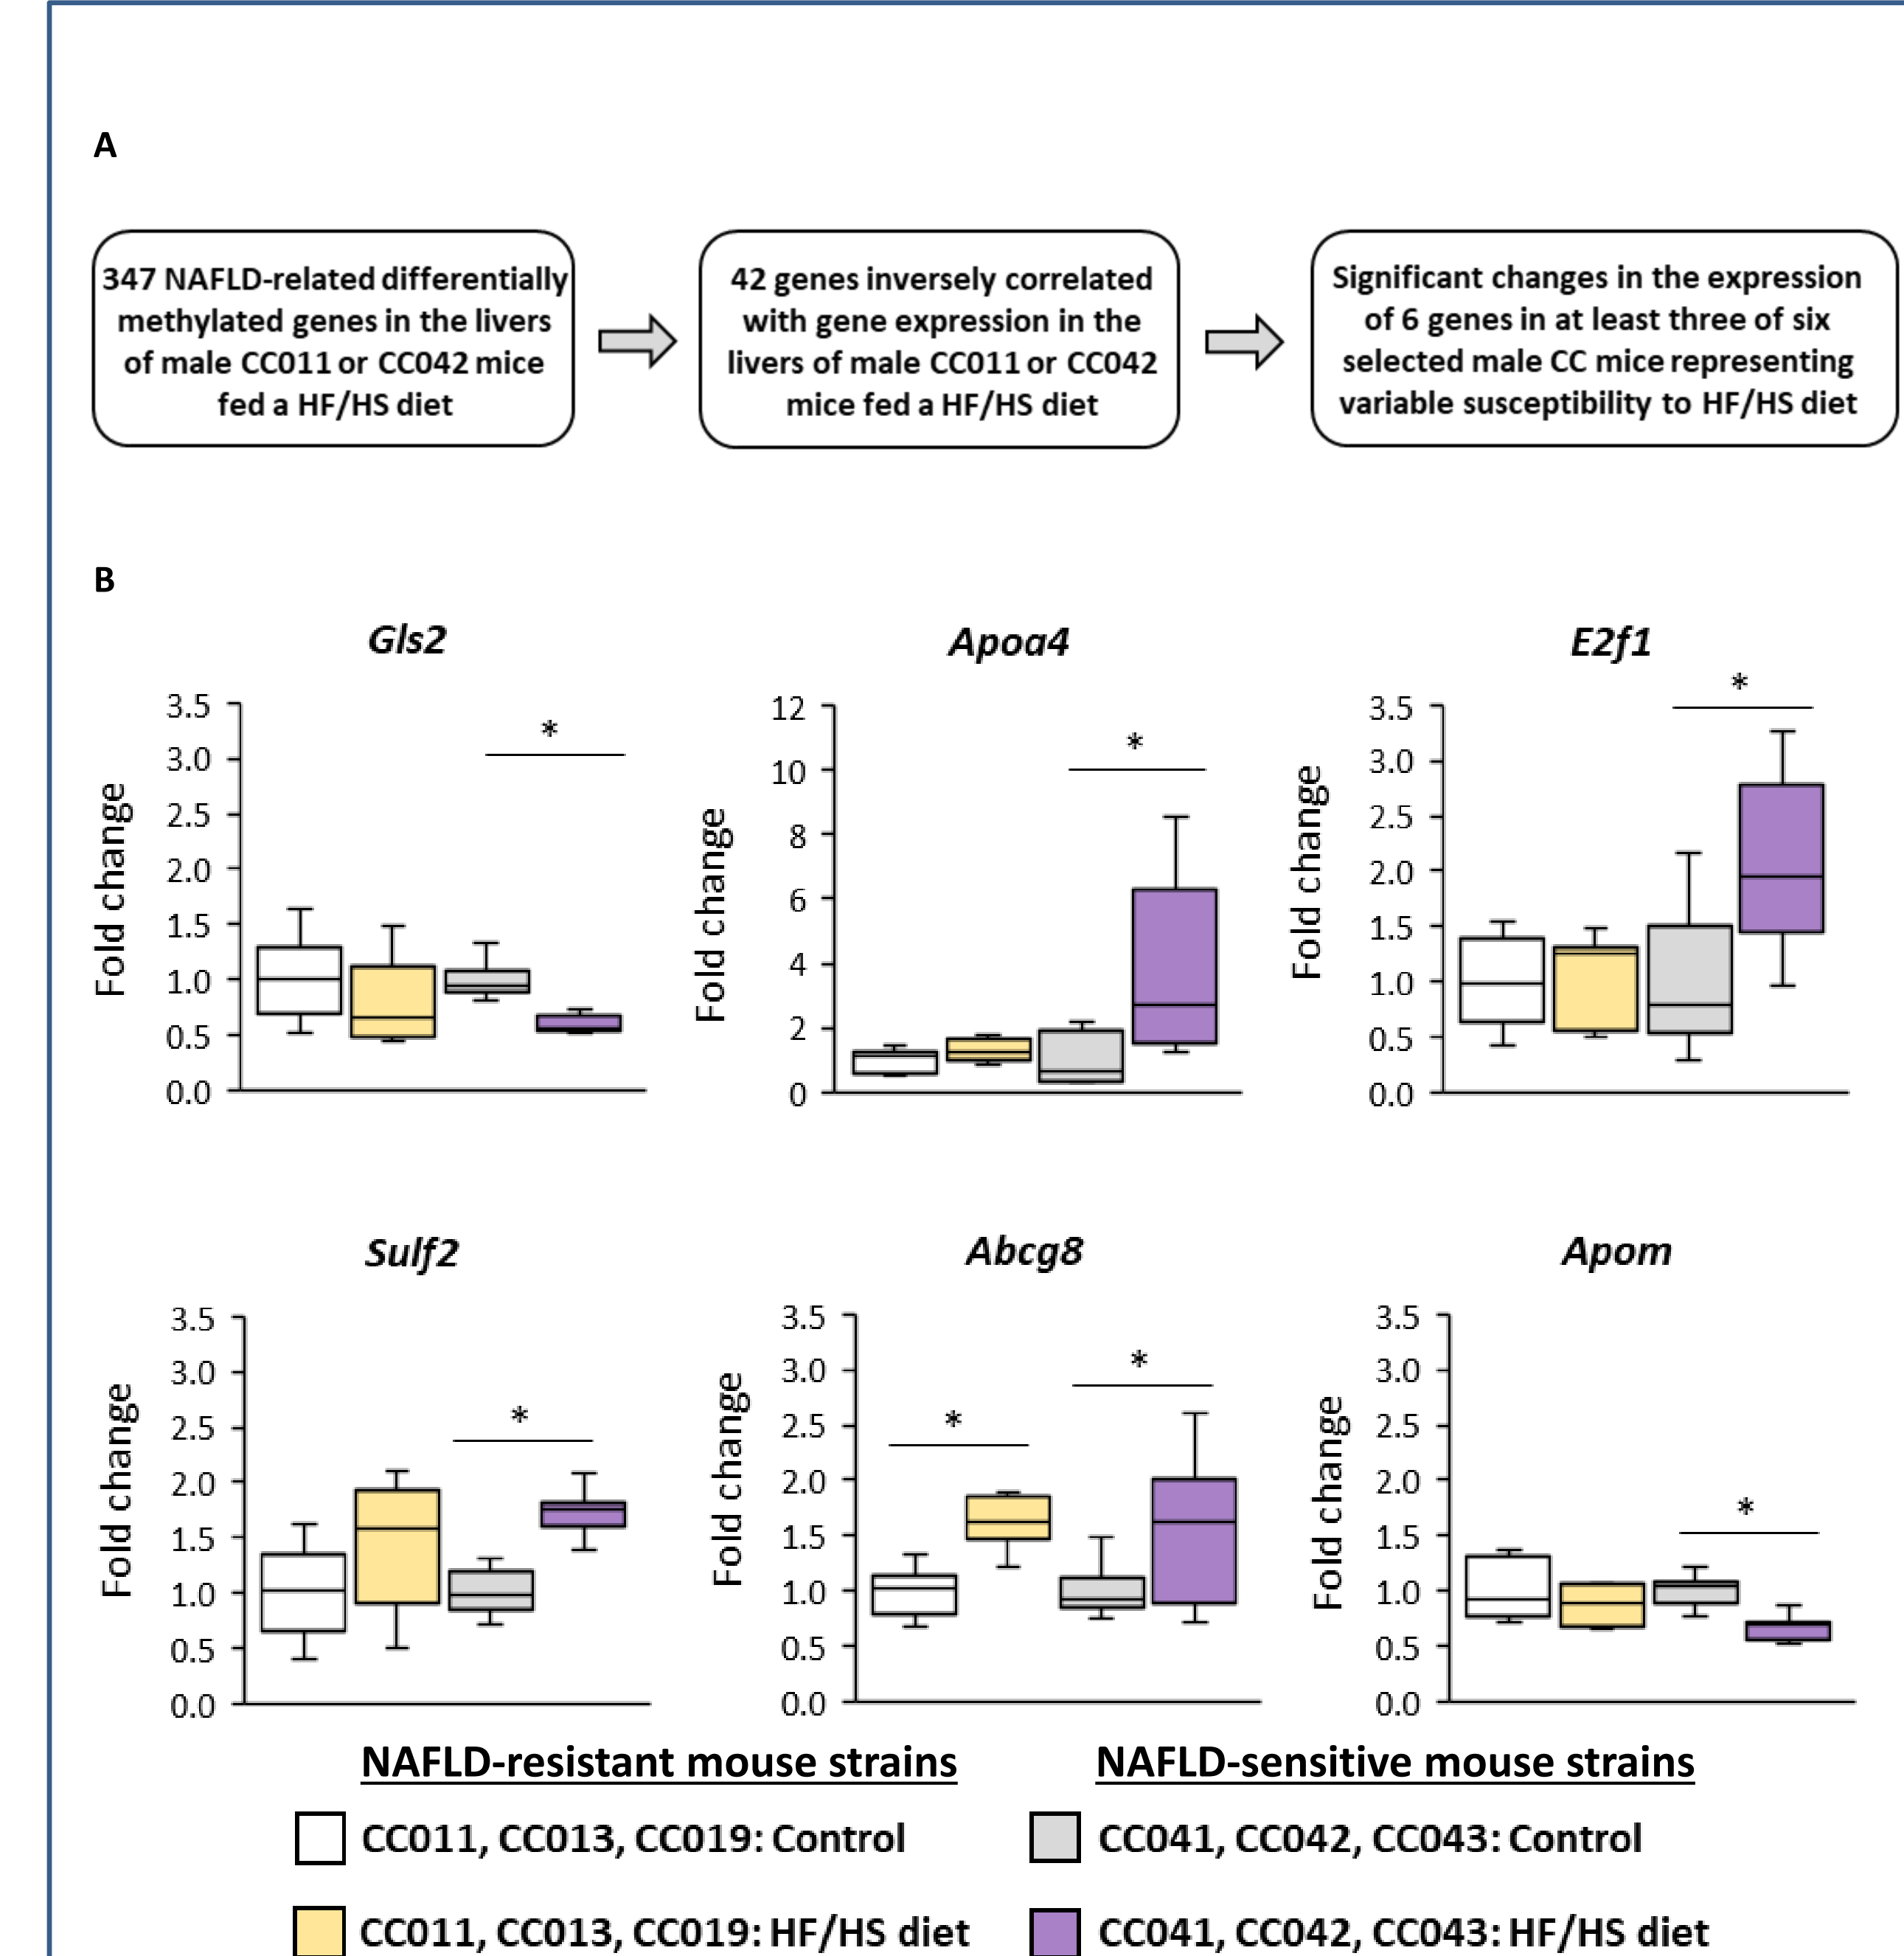 A
347 NAFLD-related differentially
methylated genes in the livers
of male CC011 or CC042 mice
fed a HF/HS diet
42 genes inversely correlated
with gene expression in the
livers of male CC011 or CC042
mice fed a HF/HS diet
Significant changes in the expression
of 6 genes in at least three of six
selected male CC mice representing
variable susceptibility to HF/HS diet
B
Gls2
Fold change
3.5
3.0
2.5
2.0
1.5
1.0
0.5
0.0
*
Apoa4
Fold change
12
10
8
6
4
2
0
*
E2f1
Fold change
3.5
3.0
2.5
2.0
1.5
1.0
0.5
0.0
*
Sulf2
Fold change
3.5
3.0
2.5
2.0
1.5
1.0
0.5
0.0
*
Abcg8
Fold change
3.5
3.0
2.5
2.0
1.5
1.0
0.5
0.0
*
*
Apom
Fold change
3.5
3.0
2.5
2.0
1.5
1.0
0.5
0.0
*
NAFLD-resistant mouse strains
CC011, CC013, CC019: Control
CC011, CC013, CC019: HF/HS diet
NAFLD-sensitive mouse strains
CC041, CC042, CC043: Control
CC041, CC042, CC043: HF/HS diet